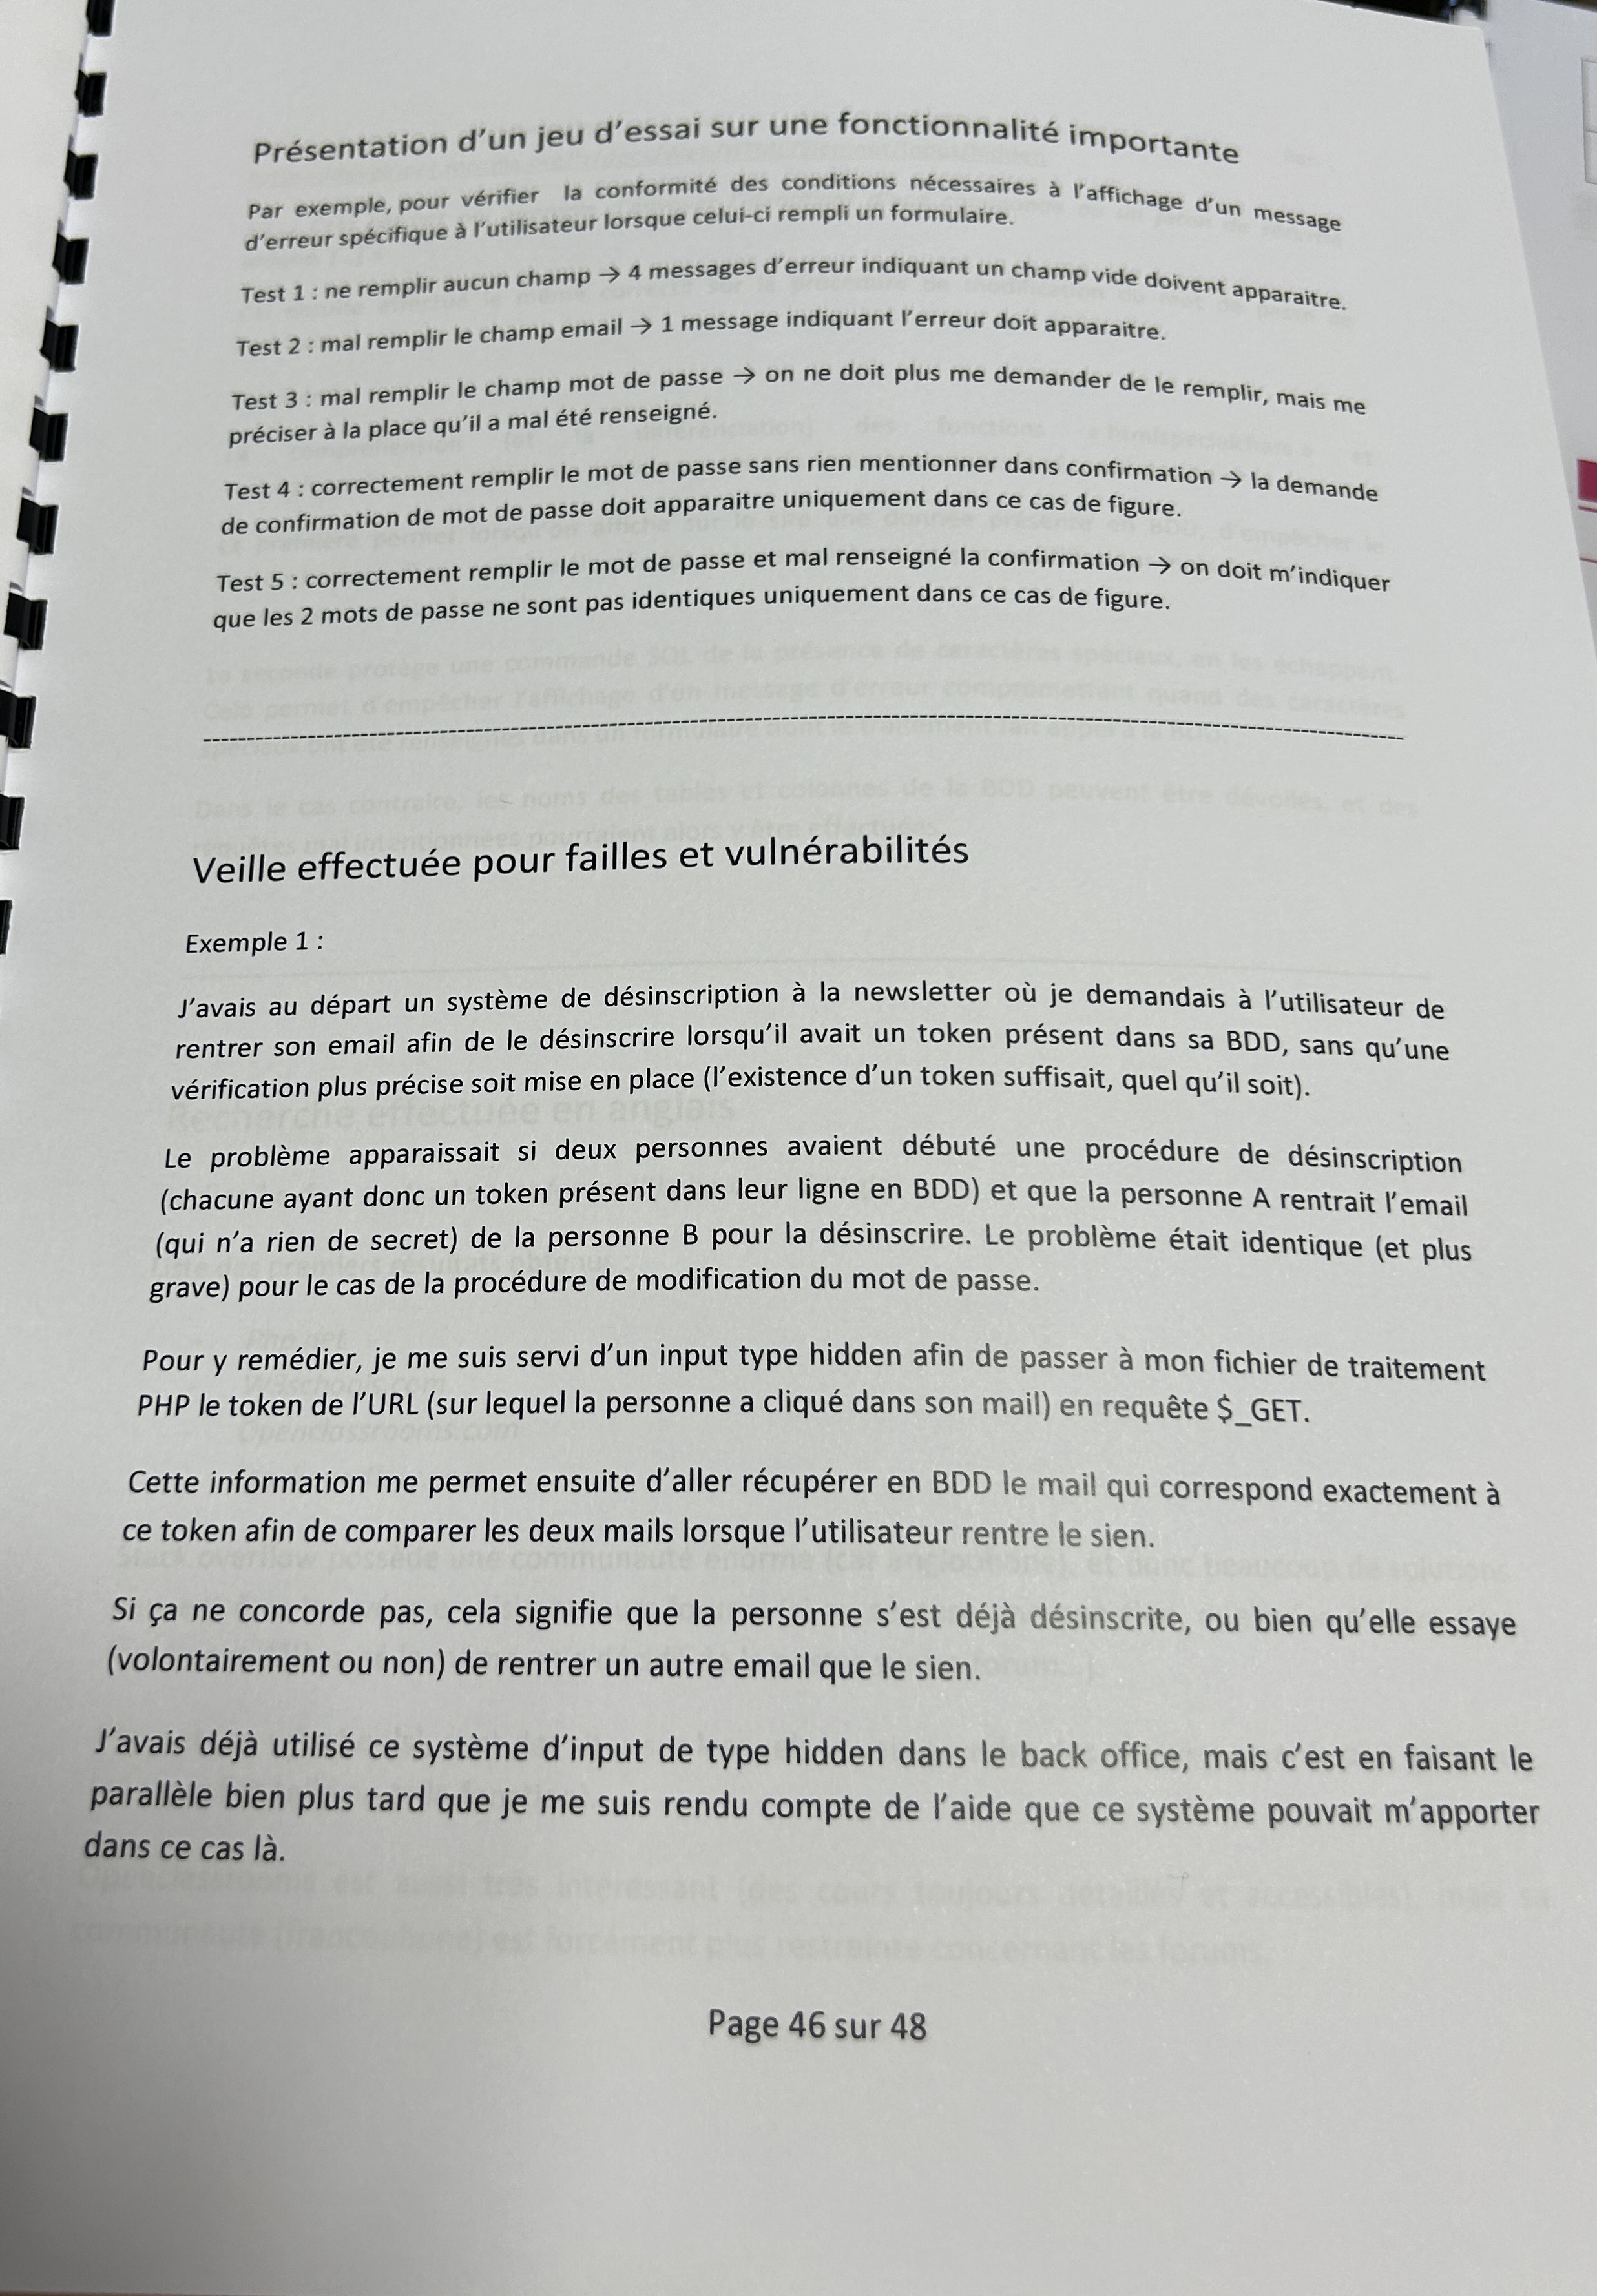 Présentation d'un jeu d'essai sur une fonctionnalité importante
Par exemple, pour vérifier la conformité des conditions nécessaires à l'affichage d'un message
d'erreur spécifique à l'utilisateur lorsque celui-ci rempli un formulaire.
Test 1 : ne remplir aucun champ → 4 messages d'erreur indiquant un champ vide doivent apparaitre.
Test 2 : mal remplir le champ email → 1 message indiquant l'erreur doit apparaitre.
Test 3 : mal remplir le champ mot de passe → on ne doit plus me demander de le remplir, mais me
préciser à la place qu'il a mal été renseigné.
Test 4 : correctement remplir le mot de passe sans rien mentionner dans confirmation → la demande
de confirmation de mot de passe doit apparaitre uniquement dans ce cas de figure.
Test 5 : correctement remplir le mot de passe et mal renseigné la confirmation → on doit m'indiquer
que les 2 mots de passe ne sont pas identiques uniquement dans ce cas de figure.
Veille effectuée pour failles et vulnérabilités
Exemple 1 :
J'avais au départ un système de désinscription à la newsletter où je demandais à l'utilisateur de
rentrer son email afin de le désinscrire lorsqu'il avait un token présent dans sa BDD, sans qu'une
vérification plus précise soit mise en place (l'existence d'un token suffisait, quel qu'il soit).
Le problème apparaissait si deux personnes avaient débuté une procédure de désinscription
(chacune ayant donc un token présent dans leur ligne en BDD) et que la personne A rentrait l'email
(qui n'a rien de secret) de la personne B pour la désinscrire. Le problème était identique (et plus
grave) pour le cas de la procédure de modification du mot de passe.
Pour y remédier, je me suis servi d'un input type hidden afin de passer à mon fichier de traitement
PHP le token de l'URL (sur lequel la personne a cliqué dans son mail) en requête $_GET.
Cette information me permet ensuite d'aller récupérer en BDD le mail qui correspond exactement à
ce token afin de comparer les deux mails lorsque l'utilisateur rentre le sien.
Si ça ne concorde pas, cela signifie que la personne s'est déjà désinscrite, ou bien qu'elle essaye
(volontairement ou non) de rentrer un autre email que le sien.
J'avais déjà utilisé ce système d'input de type hidden dans le back office, mais c'est en faisant le
parallèle bien plus tard que je me suis rendu compte de l'aide que ce système pouvait m'apporter
dans ce cas là.
Page 46 sur 48